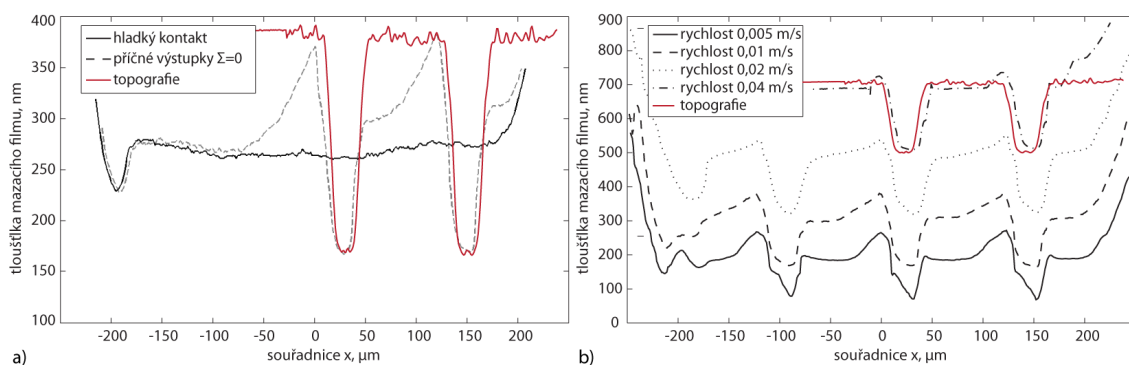 400
350
300
250
200
150
100
-200
-150
-100
-50
0
50
100
150
200
tloušťlka mazacího filmu, nm
souřadnice x, µm
hladký kontakt
příčné výstupky Σ=0
topografie
a)
900
800
700
600
500
400
300
200
100
0
-200
-150
-100
-50
0
50
100
150
200
tloušťlka mazacího filmu, nm
souřadnice x, µm
rychlost 0,005 m/s
rychlost 0,01 m/s
rychlost 0,02 m/s
rychlost 0,04 m/s
topografie
b)